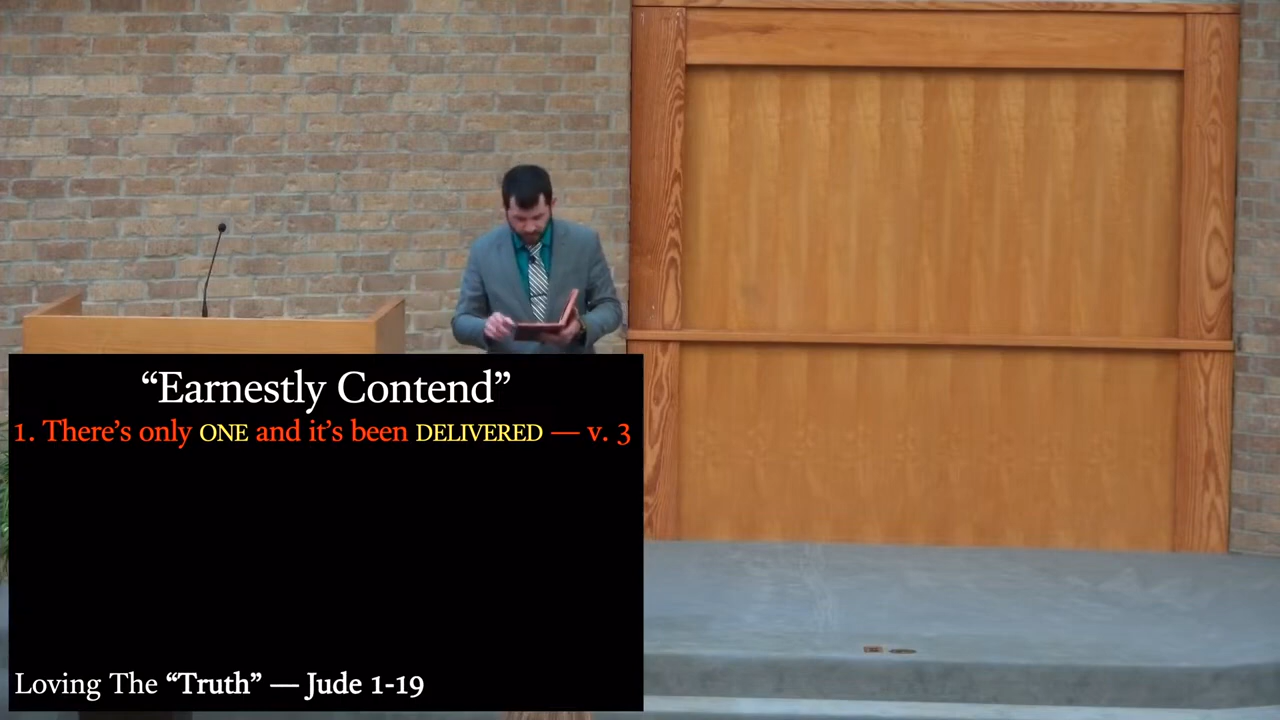 “Earnestly Contend”
1. There’s only ONE and it’s been DELIVERED — v. 3
Loving The “Truth” — Jude 1-19